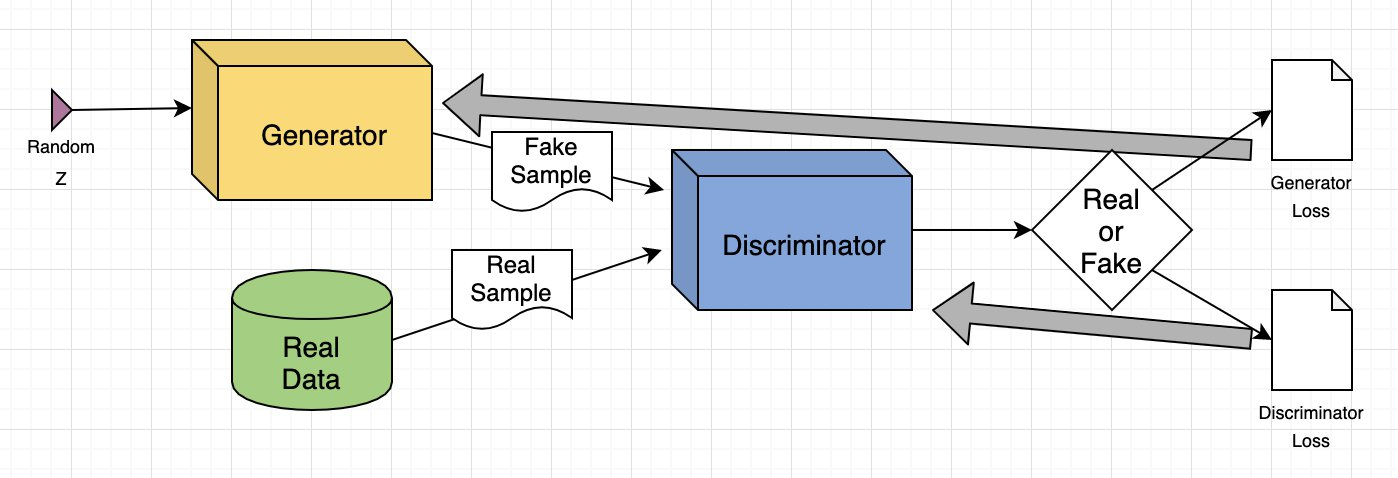 Random
Z
Generator
Fake
Sample
Real
Sample
Real
Data
Discriminator
Real
or
Fake
Generator
Loss
Discriminator
Loss